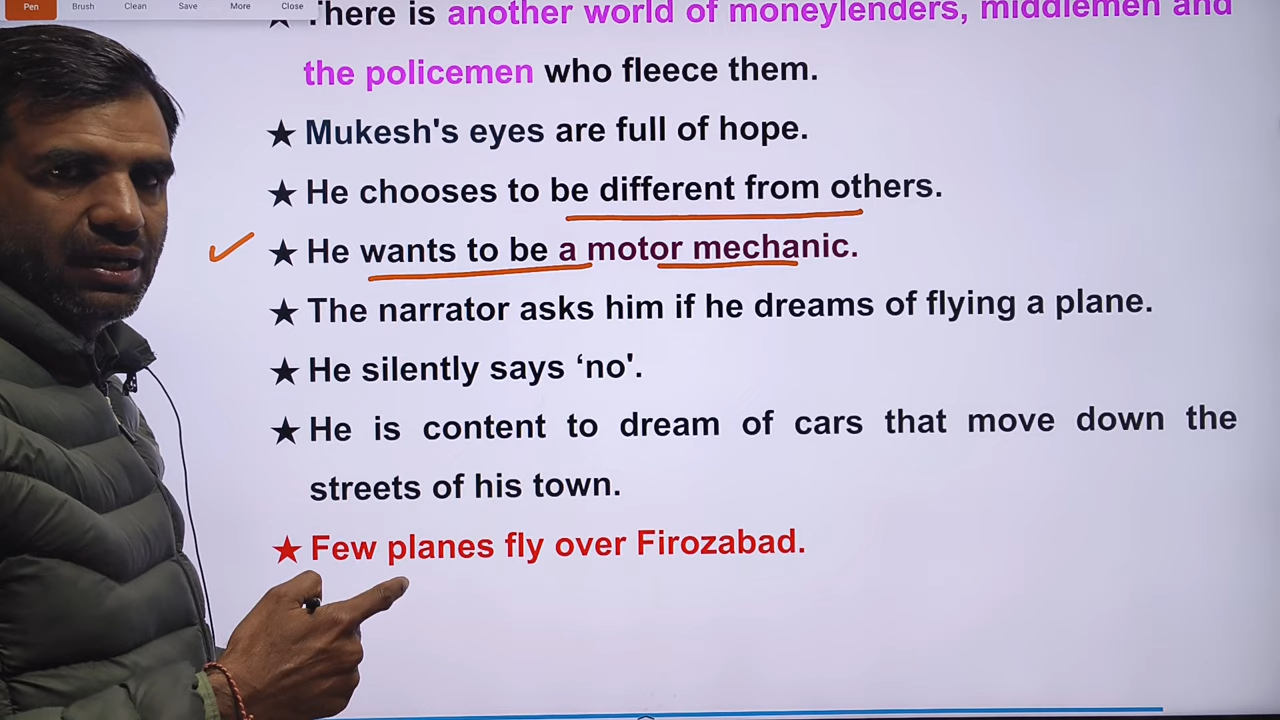 Pen Brush Clean Save More Close
★ There is another world of moneylenders, middlemen and
the policemen who fleece them.
★ Mukesh's eyes are full of hope.
★ He chooses to be different from others.
★ He wants to be a motor mechanic.
★ The narrator asks him if he dreams of flying a plane.
★ He silently says ‘no'.
★ He is content to dream of cars that move down the
streets of his town.
★ Few planes fly over Firozabad.